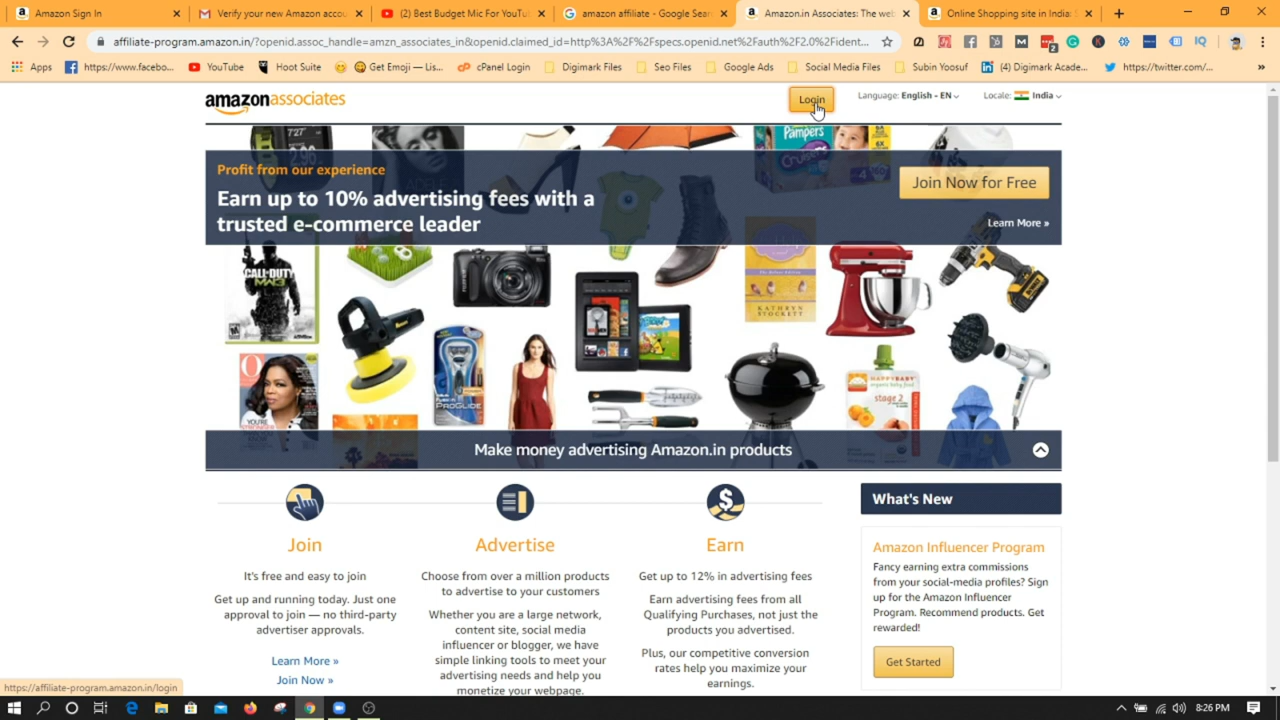 Amazon Sign In
Verify your new Amazon accou
(2) Best Budget Mic For YouTu
amazon affiliate - Google Sear
Amazon.in Associates: The web
Online Shopping site in India: S
affiliate-program.amazon.in/?openid.assoc_handle=amzn_associates_in&openid.claimed_id=http%3A%2F%2Fspecs.openid.net%2Fauth%2F2.0%2Fident...
Apps
https://www.facebo...
YouTube
Hoot Suite
Get Emoji — Lis...
cPanel Login
Digimark Files
Seo Files
Google Ads
Social Media Files
Subin Yoosuf
(4) Digimark Acade...
https://twitter.com/...
amazonassociates
Login
Language: English - EN
Locale: India
Profit from our experience
Earn up to 10% advertising fees with a
trusted e-commerce leader
Join Now for Free
Learn More »
Pampers
Cruisers
CALL·DUTY
MW3
KATHRYN
STOCKETT
PROGLIDE
HAPPYBABY
stage 2
Make money advertising Amazon.in products
Join
It's free and easy to join
Get up and running today. Just one
approval to join — no third-party
advertiser approvals.
Learn More »
Join Now »
Advertise
Choose from over a million products
to advertise to your customers
Whether you are a large network,
content site, social media
influencer or blogger, we have
simple linking tools to meet your
advertising needs and help you
monetize your webpage.
Earn
Get up to 12% in advertising fees
Earn advertising fees from all
Qualifying Purchases, not just the
products you advertised.
Plus, our competitive conversion
rates help you maximize your
earnings.
What's New
Amazon Influencer Program
Fancy earning extra commissions
from your social-media profiles? Sign
up for the Amazon Influencer
Program. Recommend products. Get
rewarded!
Get Started
https://affiliate-program.amazon.in/login
8:26 PM